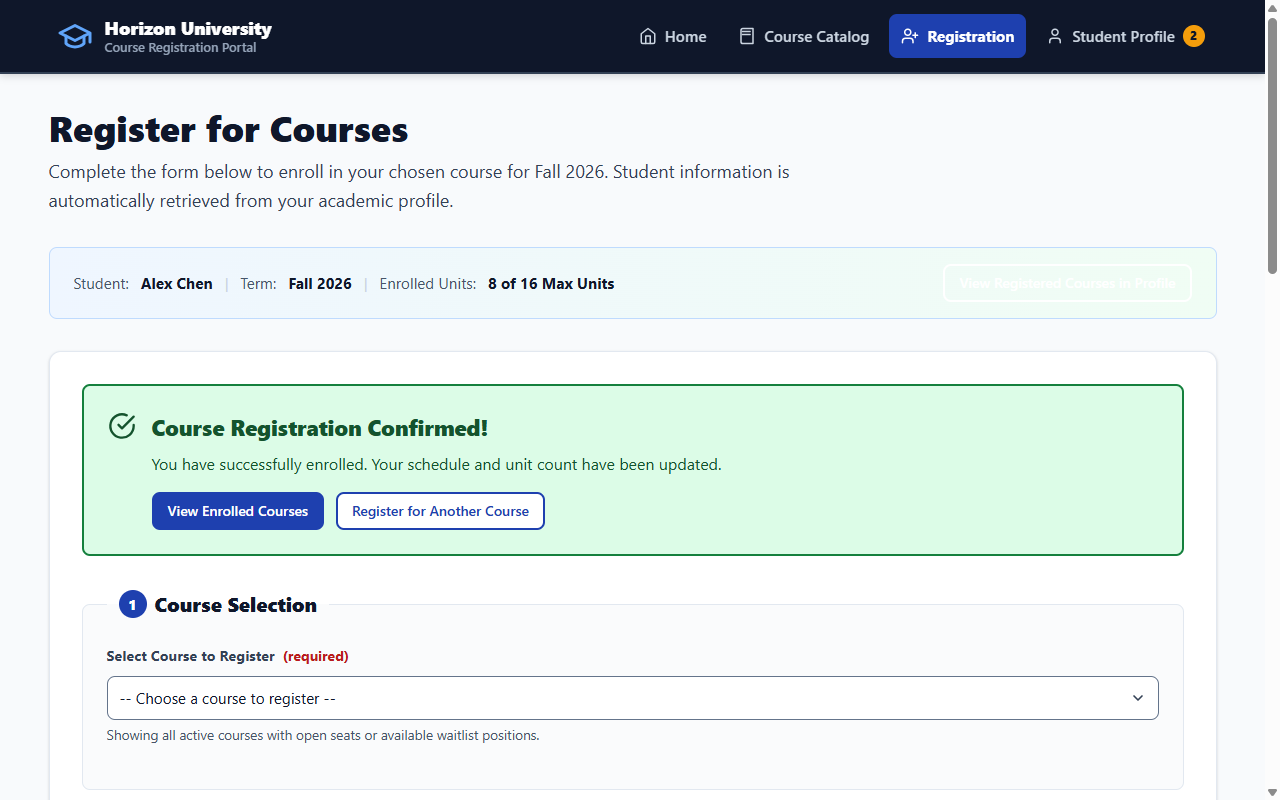 Horizon University
Course Registration Portal
Home
Course Catalog
Registration
Student Profile 2
Register for Courses
Complete the form below to enroll in your chosen course for Fall 2026. Student information is
automatically retrieved from your academic profile.
Student: Alex Chen | Term: Fall 2026 | Enrolled Units: 8 of 16 Max Units
View Registered Courses in Profile
Course Registration Confirmed!
You have successfully enrolled. Your schedule and unit count have been updated.
View Enrolled Courses
Register for Another Course
1 Course Selection
Select Course to Register (required)
-- Choose a course to register --
Showing all active courses with open seats or available waitlist positions.